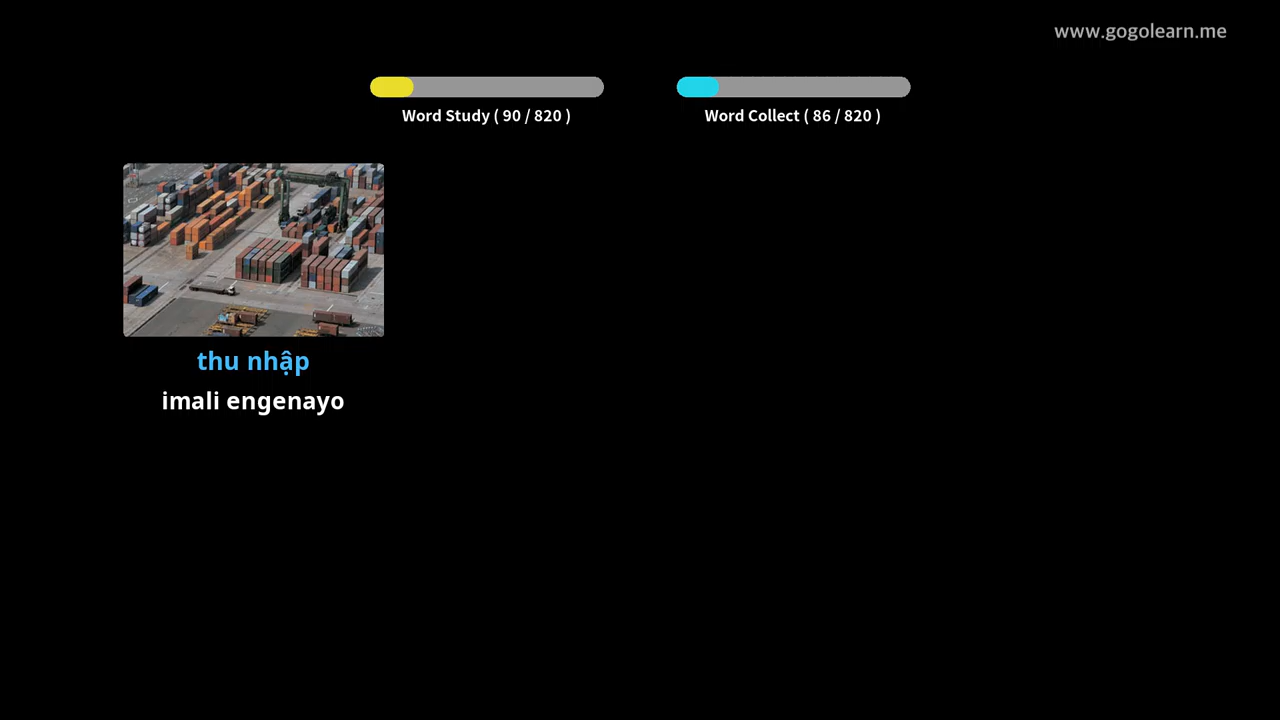 www.gogolearn.me
Word Study ( 90 / 820 )
Word Collect ( 86 / 820 )
thu nhập
imali engenayo